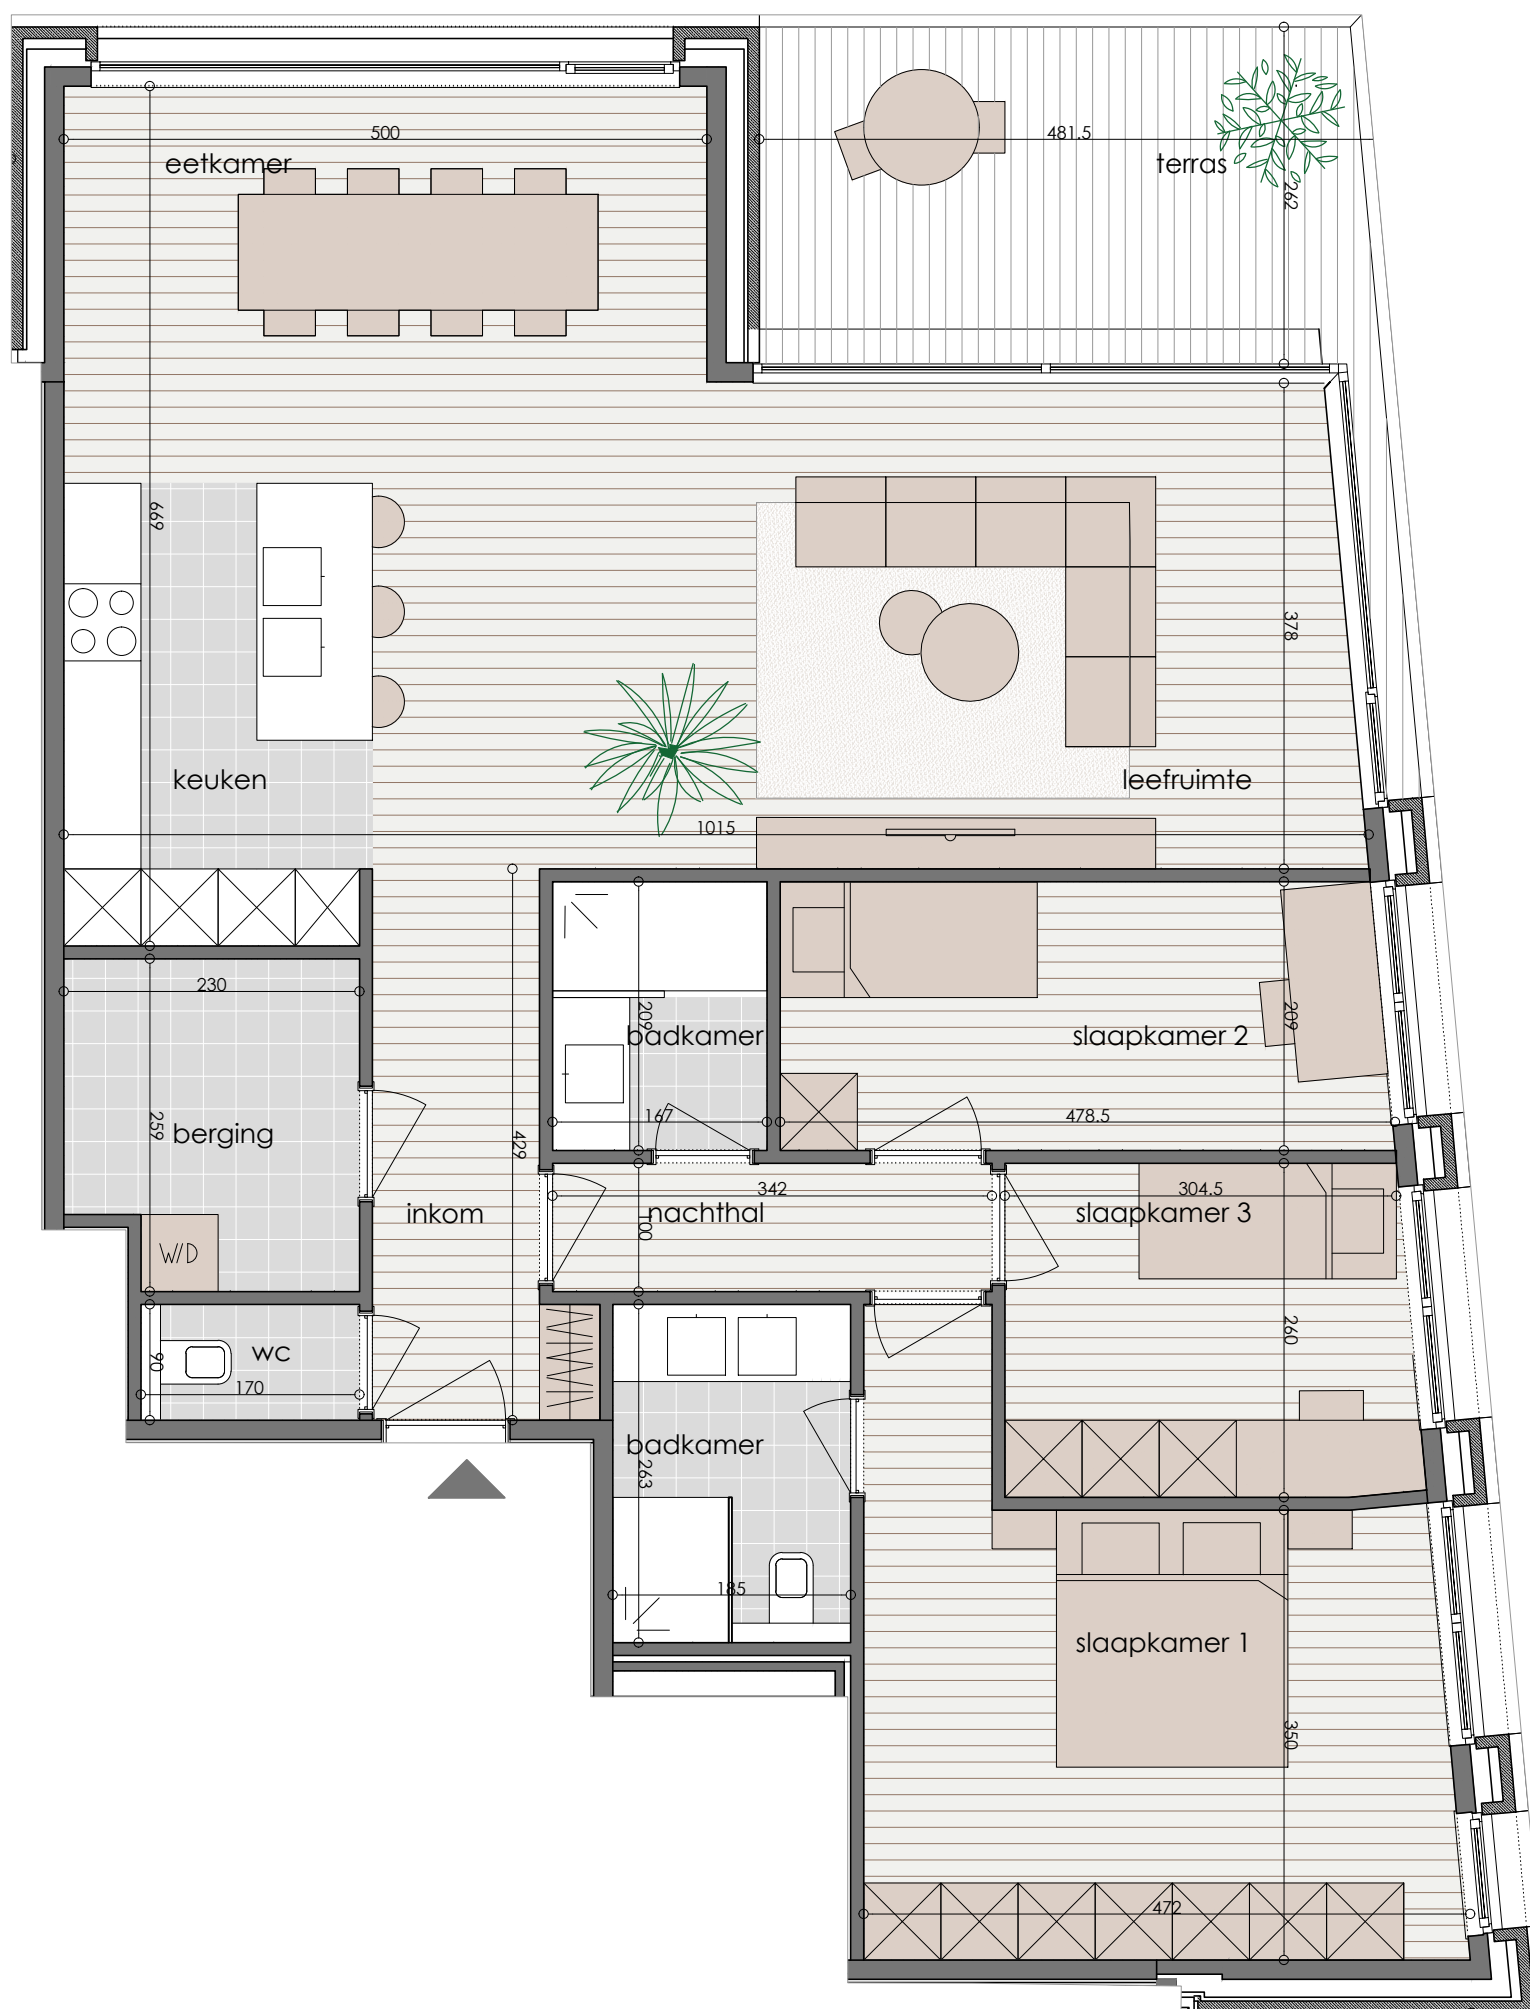 500
481.5
eetkamer
terras
262
669
378
keuken
leefruimte
1015
230
209
badkamer
slaapkamer 2
209
167
478.5
259
berging
429
342
304.5
inkom
nachthal
100
slaapkamer 3
W/D
260
wc
90
170
badkamer
263
185
slaapkamer 1
350
472